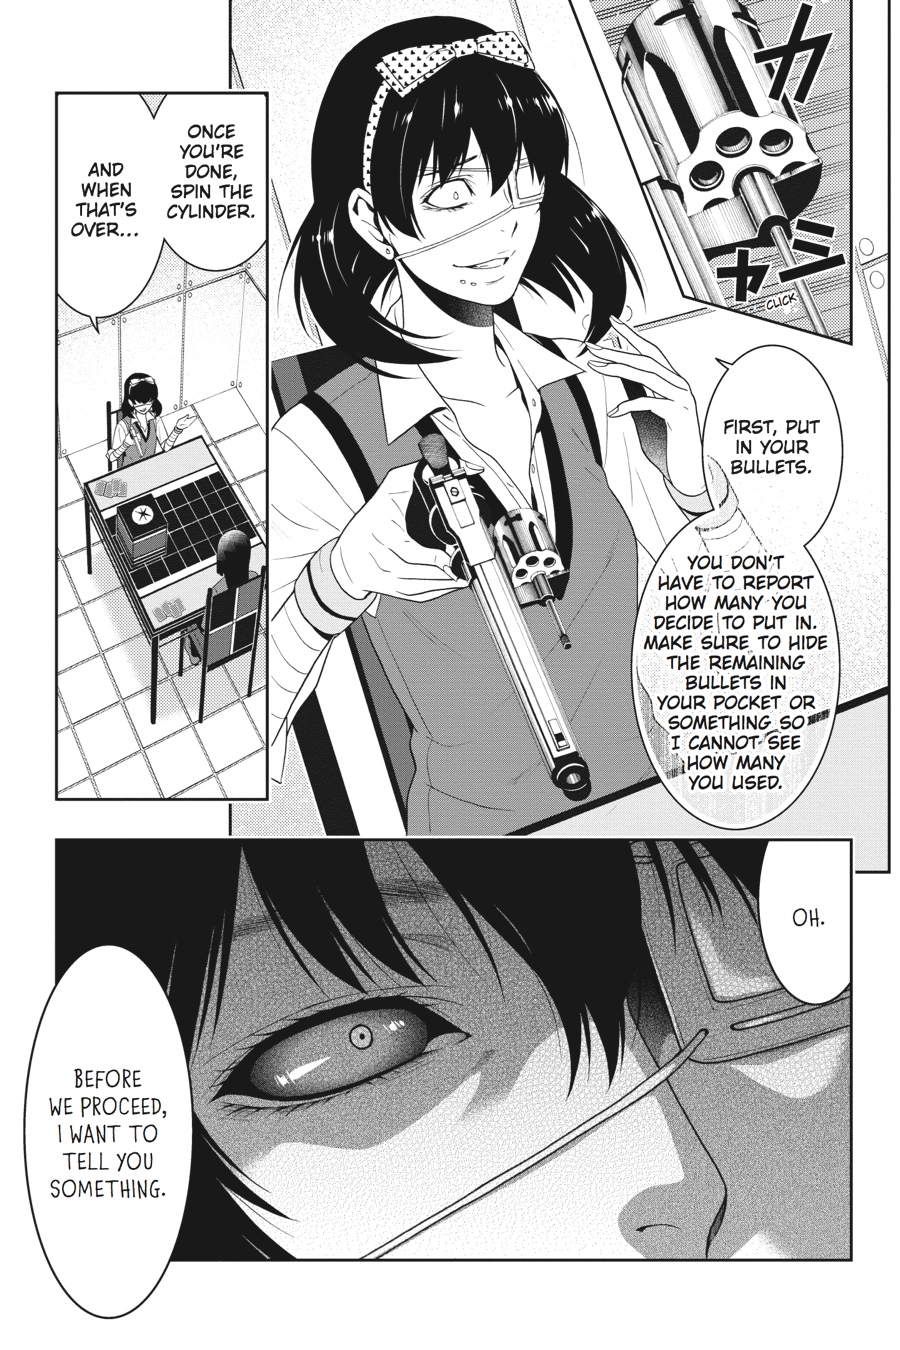 カ
チャ
CLICK
FIRST, PUT
IN YOUR
BULLETS.
YOU DON'T
HAVE TO REPORT
HOW MANY YOU
DECIDE TO PUT IN.
MAKE SURE TO HIDE
THE REMAINING
BULLETS IN
YOUR POCKET OR
SOMETHING SO
I CANNOT SEE
HOW MANY
YOU USED.
ONCE
YOU'RE
DONE,
SPIN THE
CYLINDER.
AND
WHEN
THAT'S
OVER...
OH.
BEFORE
WE PROCEED,
I WANT TO
TELL YOU
SOMETHING.